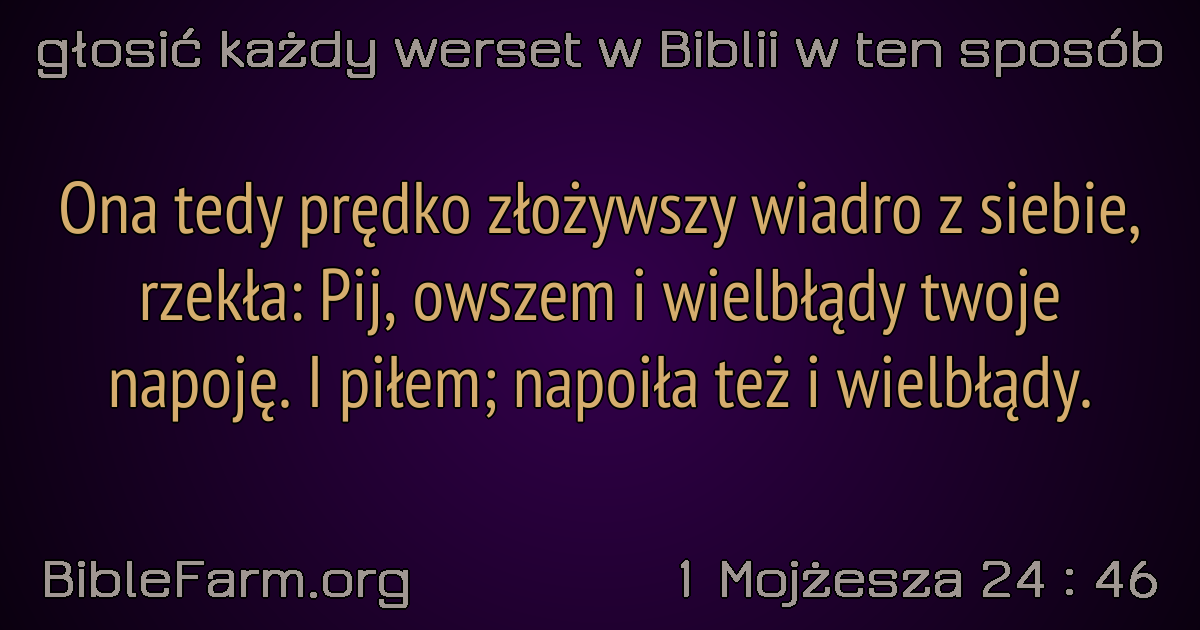 głosić każdy werset w Biblii w ten sposób
Ona tedy prędko złożywszy wiadro z siebie,
rzekła: Pij, owszem i wielbłądy twoje
napoję. I piłem; napoiła też i wielbłądy.
BibleFarm.org
1 Mojżesza 24 : 46